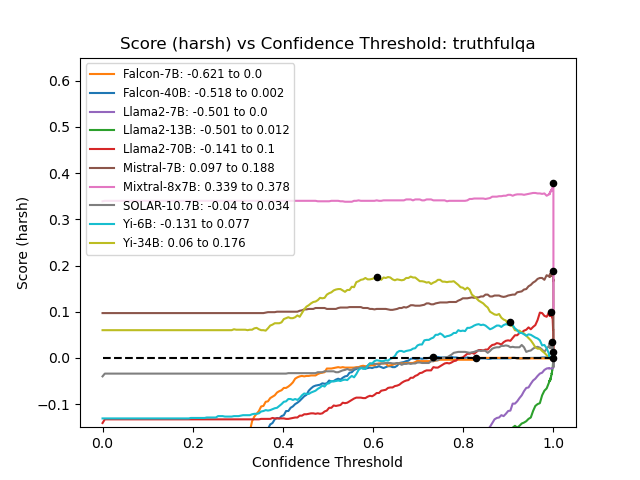 Score (harsh) vs Confidence Threshold: truthfulqa
Falcon-7B: -0.621 to 0.0
Falcon-40B: -0.518 to 0.002
Llama2-7B: -0.501 to 0.0
Llama2-13B: -0.501 to 0.012
Llama2-70B: -0.141 to 0.1
Mistral-7B: 0.097 to 0.188
Mixtral-8x7B: 0.339 to 0.378
SOLAR-10.7B: -0.04 to 0.034
Yi-6B: -0.131 to 0.077
Yi-34B: 0.06 to 0.176
Score (harsh)
0.6
0.5
0.4
0.3
0.2
0.1
0.0
−0.1
0.0 0.2 0.4 0.6 0.8 1.0
Confidence Threshold